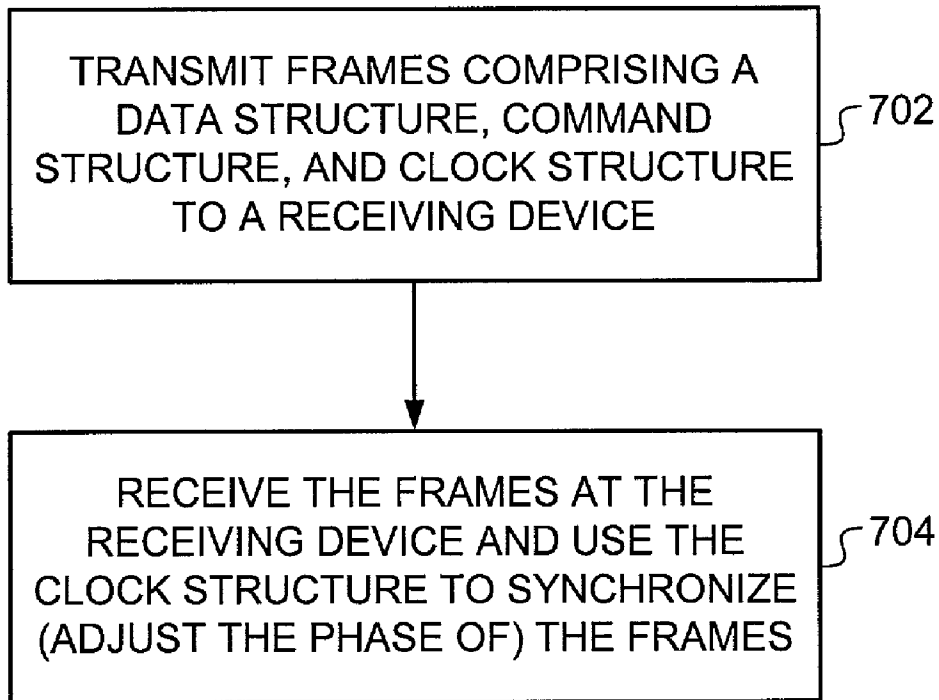 TRANSMIT FRAMES COMPRISING A
DATA STRUCTURE, COMMAND
STRUCTURE, AND CLOCK STRUCTURE
TO A RECEIVING DEVICE
702
RECEIVE THE FRAMES AT THE
RECEIVING DEVICE AND USE THE
CLOCK STRUCTURE TO SYNCHRONIZE
(ADJUST THE PHASE OF) THE FRAMES
704